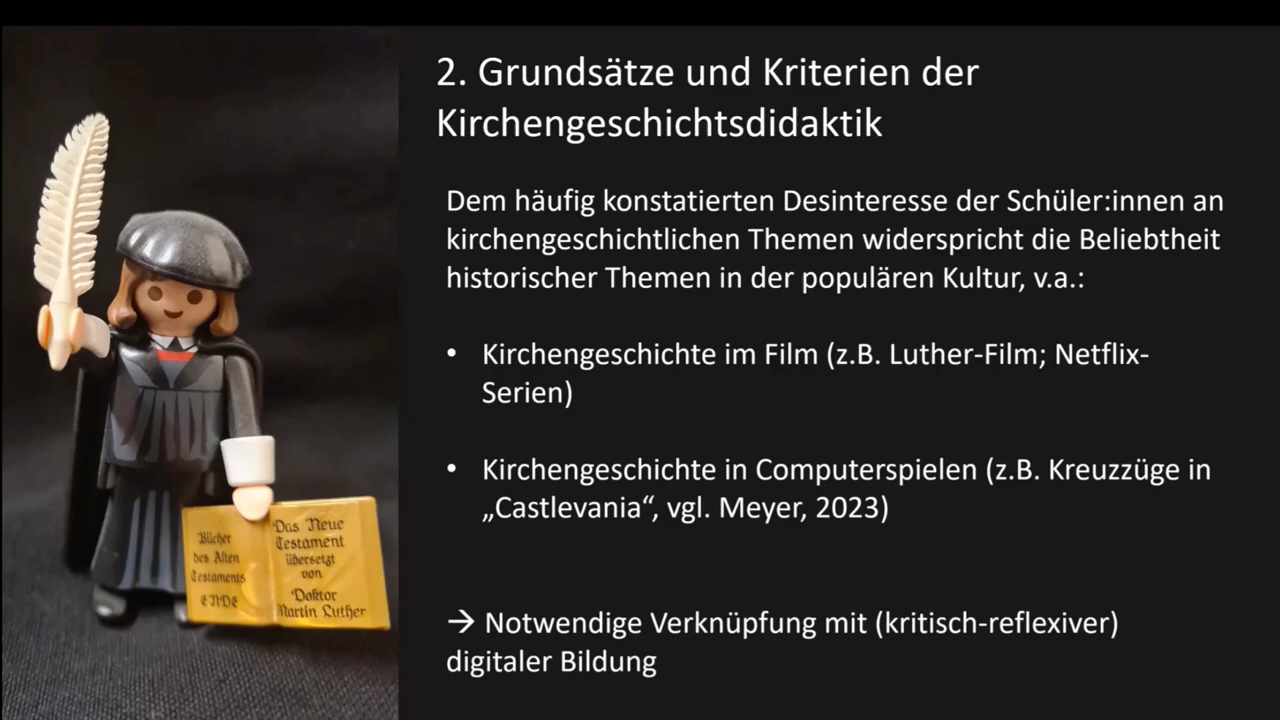 2. Grundsätze und Kriterien der
Kirchengeschichtsdidaktik
Dem häufig konstatierten Desinteresse der Schüler:innen an
kirchengeschichtlichen Themen widerspricht die Beliebtheit
historischer Themen in der populären Kultur, v.a.:
• Kirchengeschichte im Film (z.B. Luther-Film; Netflix-
Serien)
• Kirchengeschichte in Computerspielen (z.B. Kreuzzüge in
„Castlevania“, vgl. Meyer, 2023)
→ Notwendige Verknüpfung mit (kritisch-reflexiver)
digitaler Bildung
Bücher
des Alten
Testaments
ENDE
Das Neue
Testament
übersetzt
von
Doktor
Martin Luther